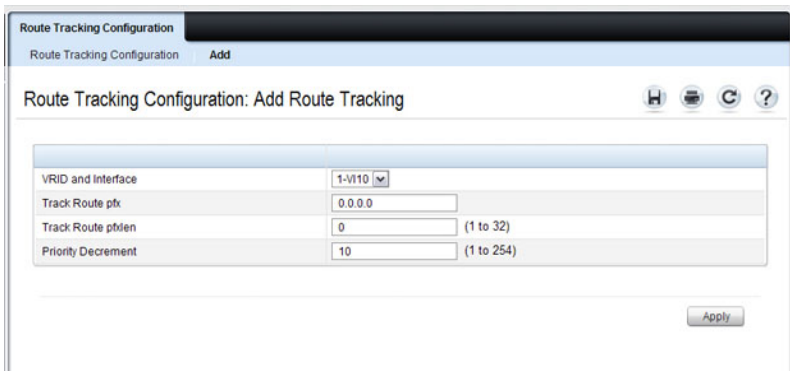 Route Tracking Configuration
Route Tracking Configuration Add
Route Tracking Configuration: Add Route Tracking
VRID and Interface 1-VI10
Track Route pfx 0.0.0.0
Track Route pfxlen 0 (1 to 32)
Priority Decrement 10 (1 to 254)
Apply